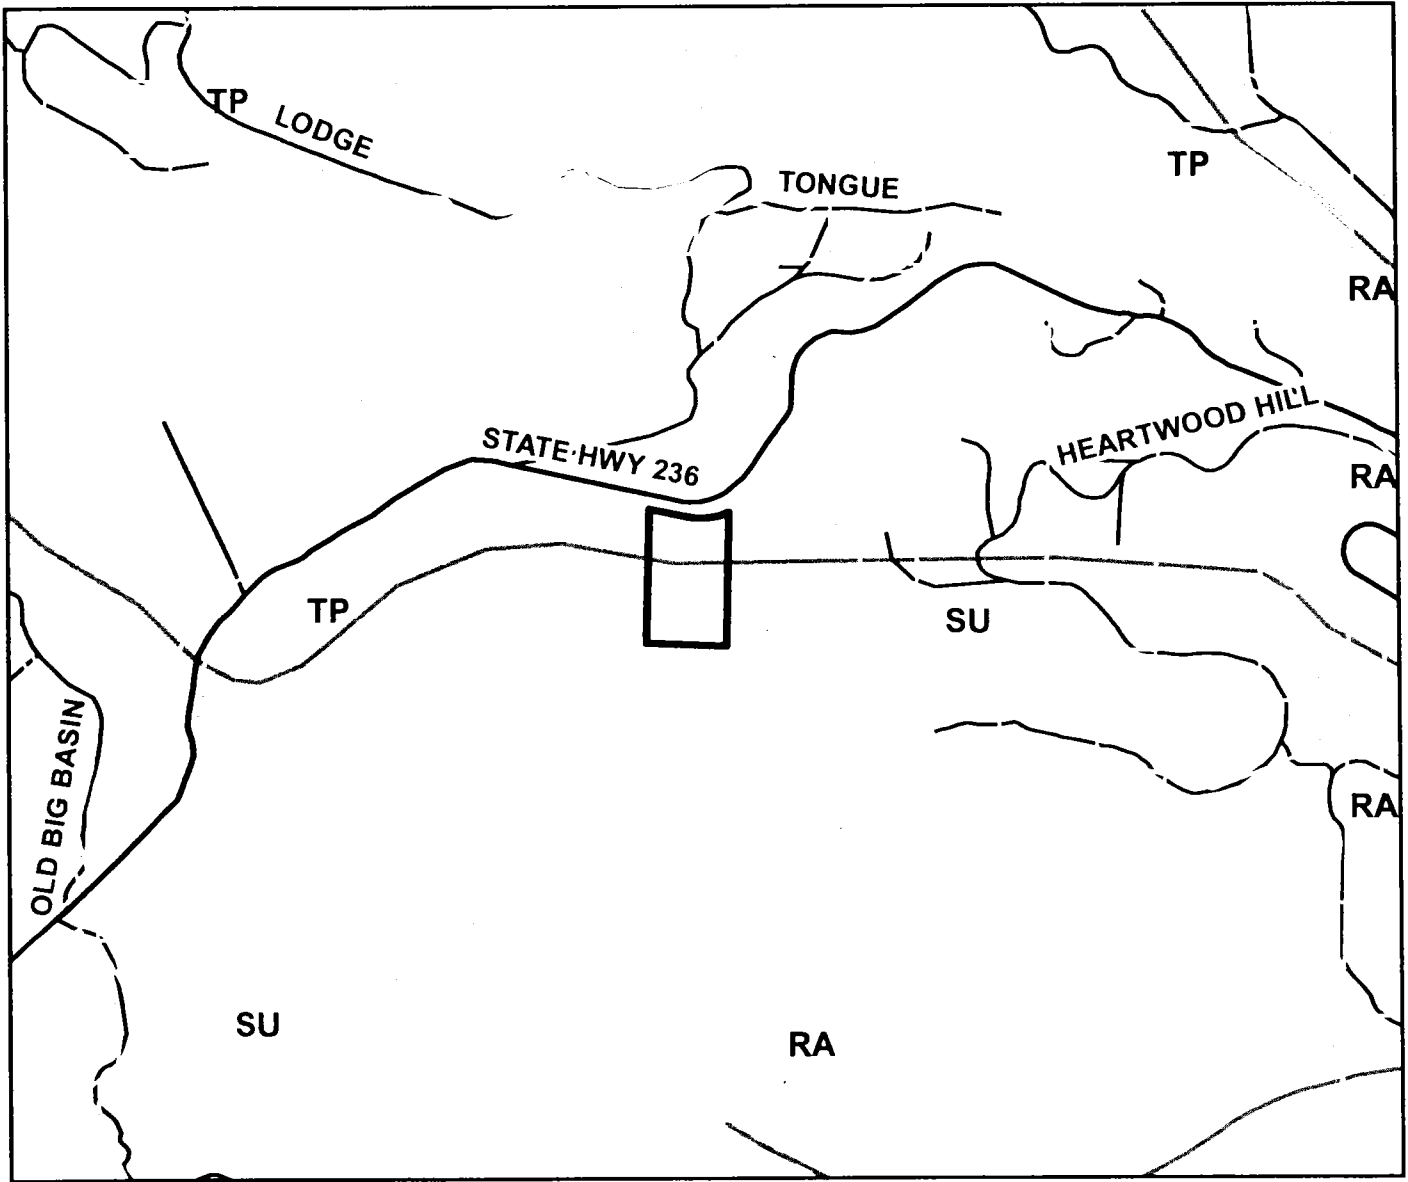 TP
LODGE
TP
TONGUE
RA
HEARTWOOD HILL
STATE HWY 236
RA
TP
SU
OLD BIG BASIN
RA
SU
RA